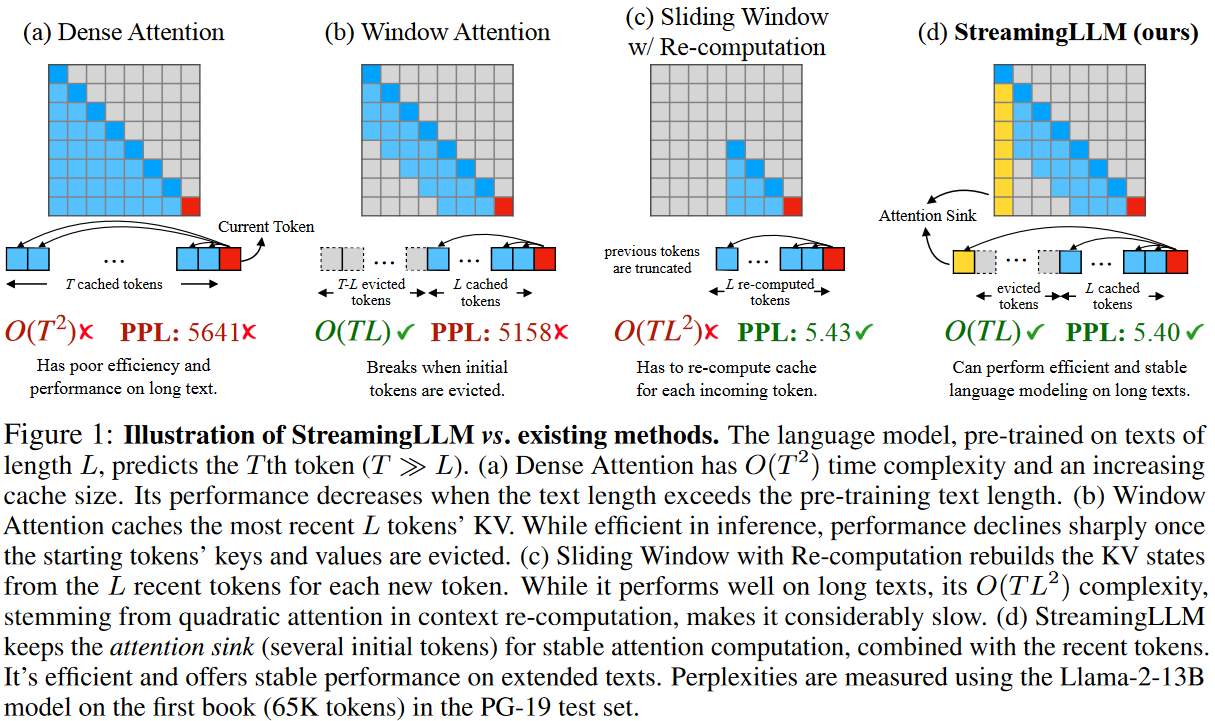 (a) Dense Attention
(b) Window Attention
(c) Sliding Window
w/ Re-computation
(d) StreamingLLM (ours)
Current Token
Attention Sink
previous tokens
are truncated
T cached tokens
T-L evicted
tokens
L cached
tokens
L re-computed
tokens
evicted
tokens
L cached
tokens
O(T²)✗ PPL: 5641✗
O(TL)✓ PPL: 5158✗
O(TL²)✗ PPL: 5.43✓
O(TL)✓ PPL: 5.40✓
Has poor efficiency and
performance on long text.
Breaks when initial
tokens are evicted.
Has to re-compute cache
for each incoming token.
Can perform efficient and stable
language modeling on long texts.
Figure 1: Illustration of StreamingLLM vs. existing methods. The language model, pre-trained on texts of
length L, predicts the Tth token (T ≫ L). (a) Dense Attention has O(T²) time complexity and an increasing
cache size. Its performance decreases when the text length exceeds the pre-training text length. (b) Window
Attention caches the most recent L tokens' KV. While efficient in inference, performance declines sharply once
the starting tokens' keys and values are evicted. (c) Sliding Window with Re-computation rebuilds the KV states
from the L recent tokens for each new token. While it performs well on long texts, its O(TL²) complexity,
stemming from quadratic attention in context re-computation, makes it considerably slow. (d) StreamingLLM
keeps the attention sink (several initial tokens) for stable attention computation, combined with the recent tokens.
It's efficient and offers stable performance on extended texts. Perplexities are measured using the Llama-2-13B
model on the first book (65K tokens) in the PG-19 test set.